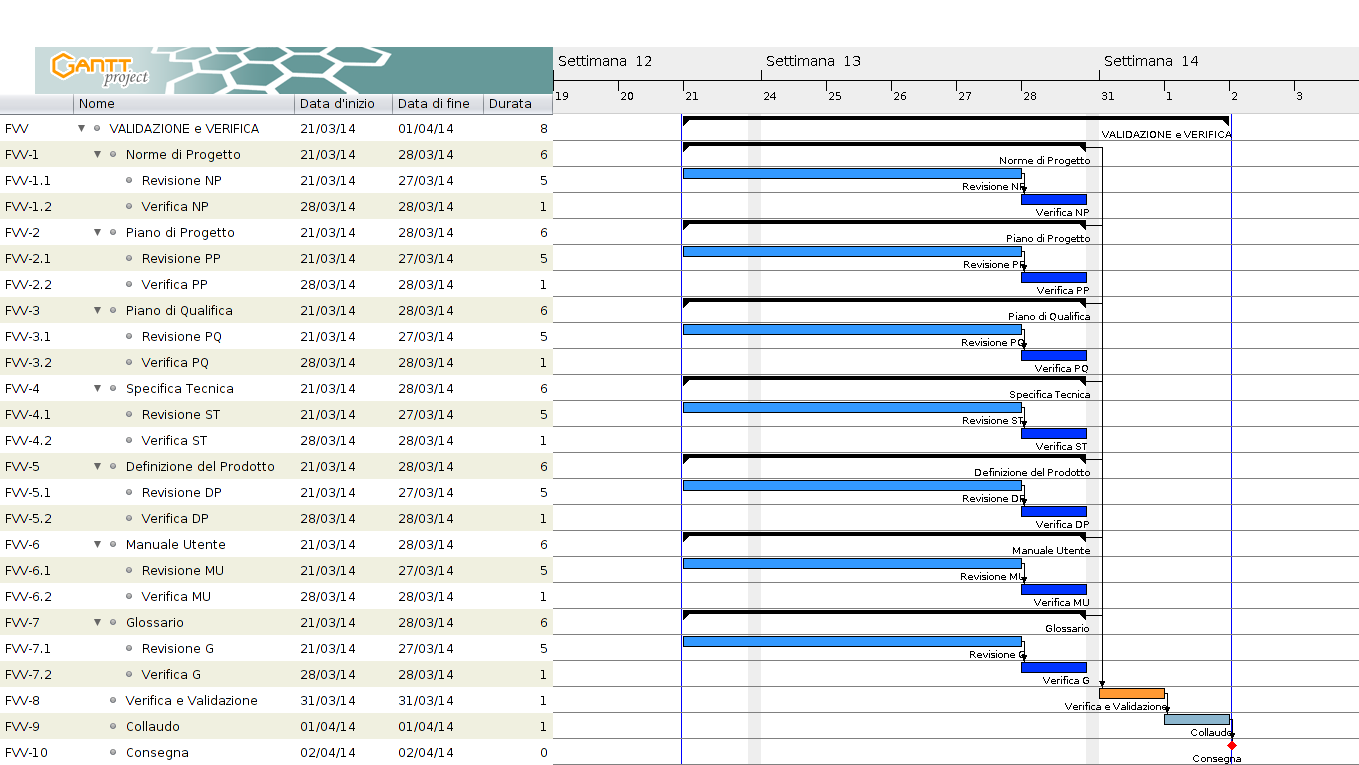 GANTT project
Settimana 12 Settimana 13 Settimana 14
19 20 21 24 25 26 27 28 31 1 2 3
Nome Data d'inizio Data di fine Durata
FVV VALIDAZIONE e VERIFICA 21/03/14 01/04/14 8
VALIDAZIONE e VERIFICA
FVV-1 Norme di Progetto 21/03/14 28/03/14 6
Norme di Progetto
FVV-1.1 Revisione NP 21/03/14 27/03/14 5
Revisione NP
FVV-1.2 Verifica NP 28/03/14 28/03/14 1
Verifica NP
FVV-2 Piano di Progetto 21/03/14 28/03/14 6
Piano di Progetto
FVV-2.1 Revisione PP 21/03/14 27/03/14 5
Revisione PP
FVV-2.2 Verifica PP 28/03/14 28/03/14 1
Verifica PP
FVV-3 Piano di Qualifica 21/03/14 28/03/14 6
Piano di Qualifica
FVV-3.1 Revisione PQ 21/03/14 27/03/14 5
Revisione PQ
FVV-3.2 Verifica PQ 28/03/14 28/03/14 1
Verifica PQ
FVV-4 Specifica Tecnica 21/03/14 28/03/14 6
Specifica Tecnica
FVV-4.1 Revisione ST 21/03/14 27/03/14 5
Revisione ST
FVV-4.2 Verifica ST 28/03/14 28/03/14 1
Verifica ST
FVV-5 Definizione del Prodotto 21/03/14 28/03/14 6
Definizione del Prodotto
FVV-5.1 Revisione DP 21/03/14 27/03/14 5
Revisione DP
FVV-5.2 Verifica DP 28/03/14 28/03/14 1
Verifica DP
FVV-6 Manuale Utente 21/03/14 28/03/14 6
Manuale Utente
FVV-6.1 Revisione MU 21/03/14 27/03/14 5
Revisione MU
FVV-6.2 Verifica MU 28/03/14 28/03/14 1
Verifica MU
FVV-7 Glossario 21/03/14 28/03/14 6
Glossario
FVV-7.1 Revisione G 21/03/14 27/03/14 5
Revisione G
FVV-7.2 Verifica G 28/03/14 28/03/14 1
Verifica G
FVV-8 Verifica e Validazione 31/03/14 31/03/14 1
Verifica e Validazione
FVV-9 Collaudo 01/04/14 01/04/14 1
Collaudo
FVV-10 Consegna 02/04/14 02/04/14 0
Consegna